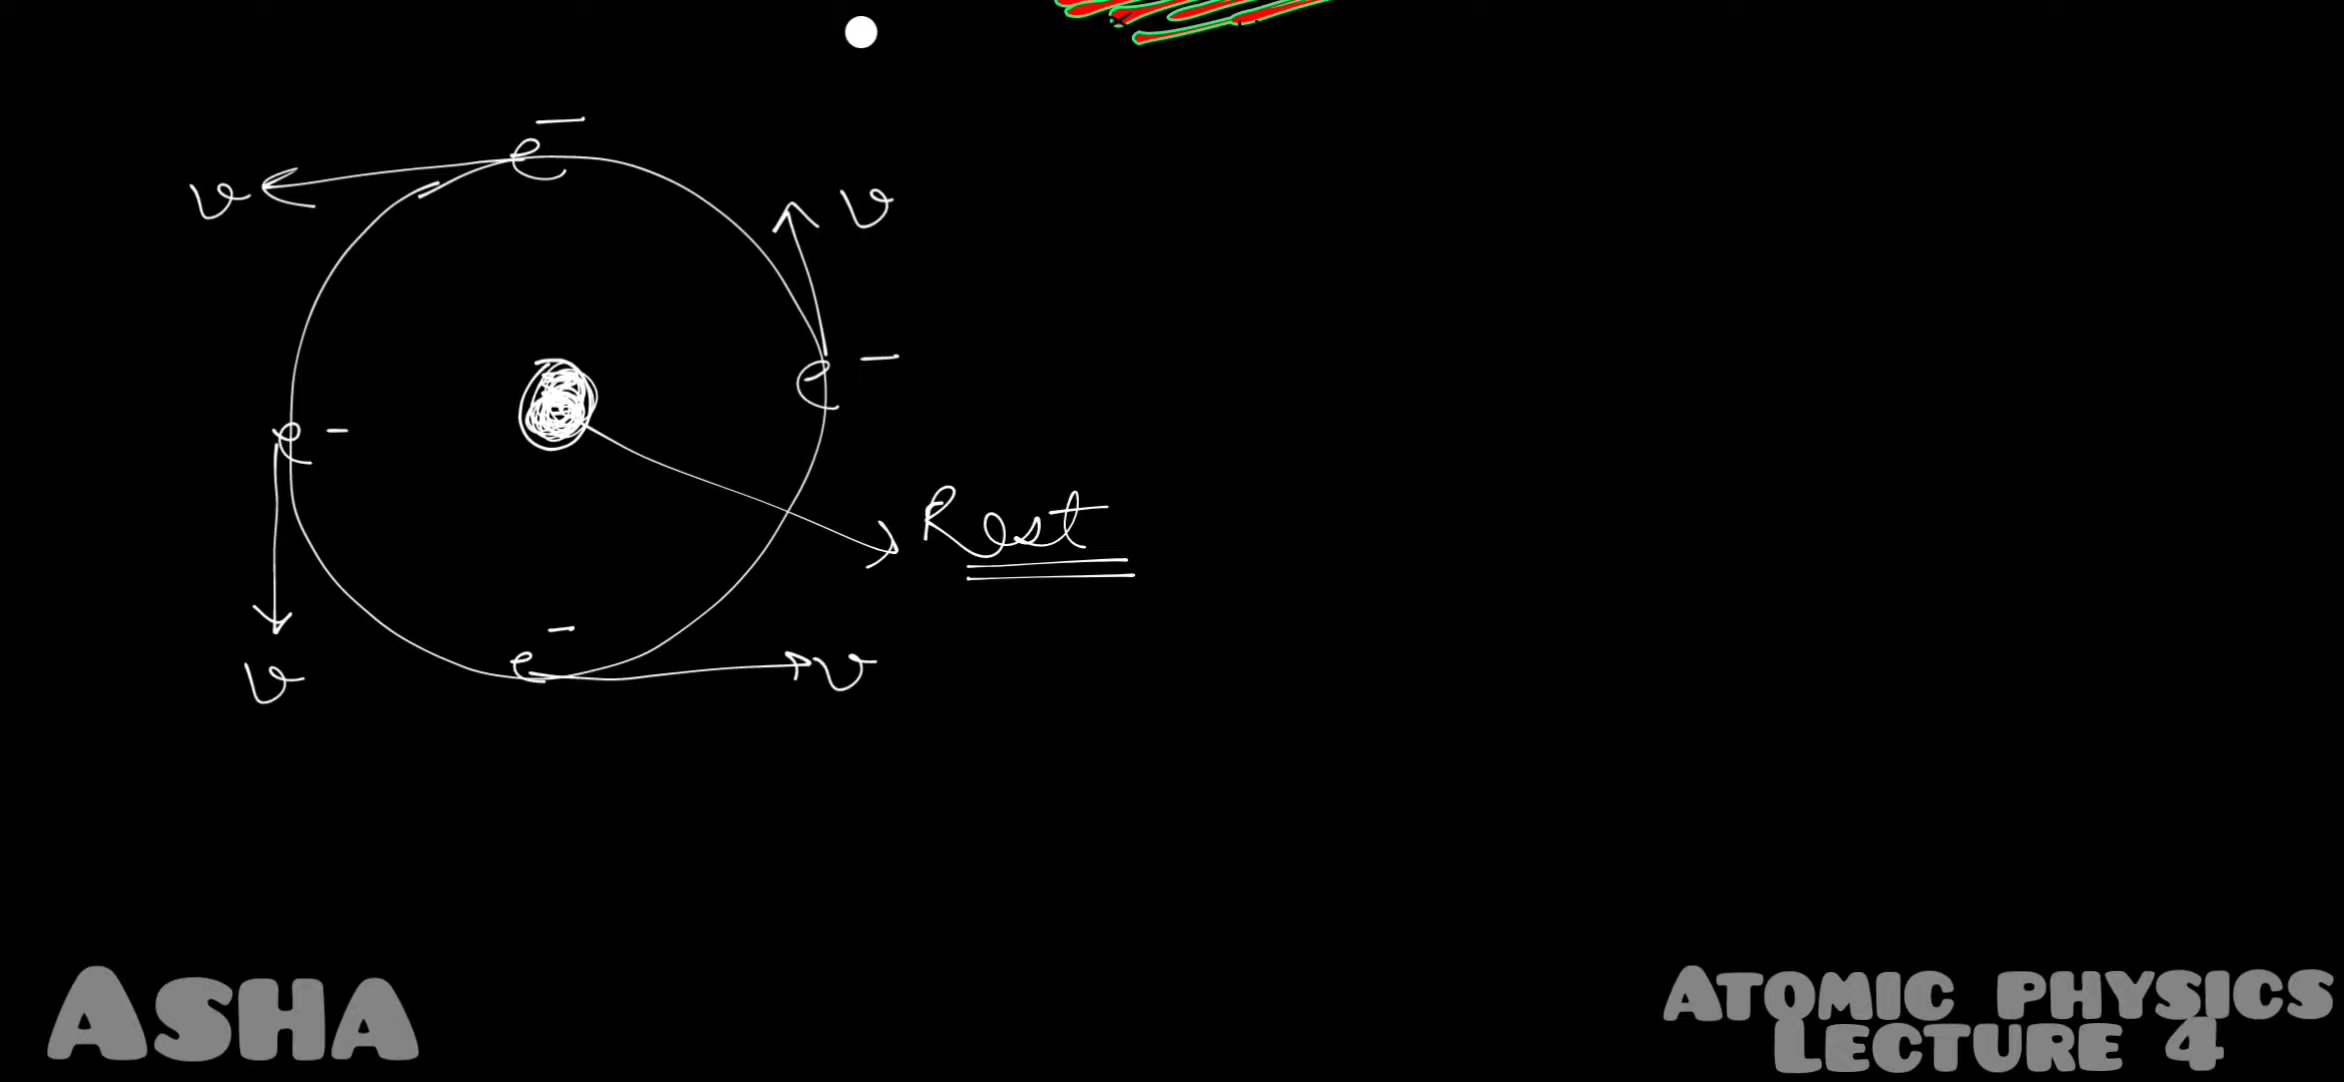 e⁻
v
v
e⁻
e⁻
Rest
e⁻
v
v
ASHA
ATOMIC PHYSICS
LECTURE 4